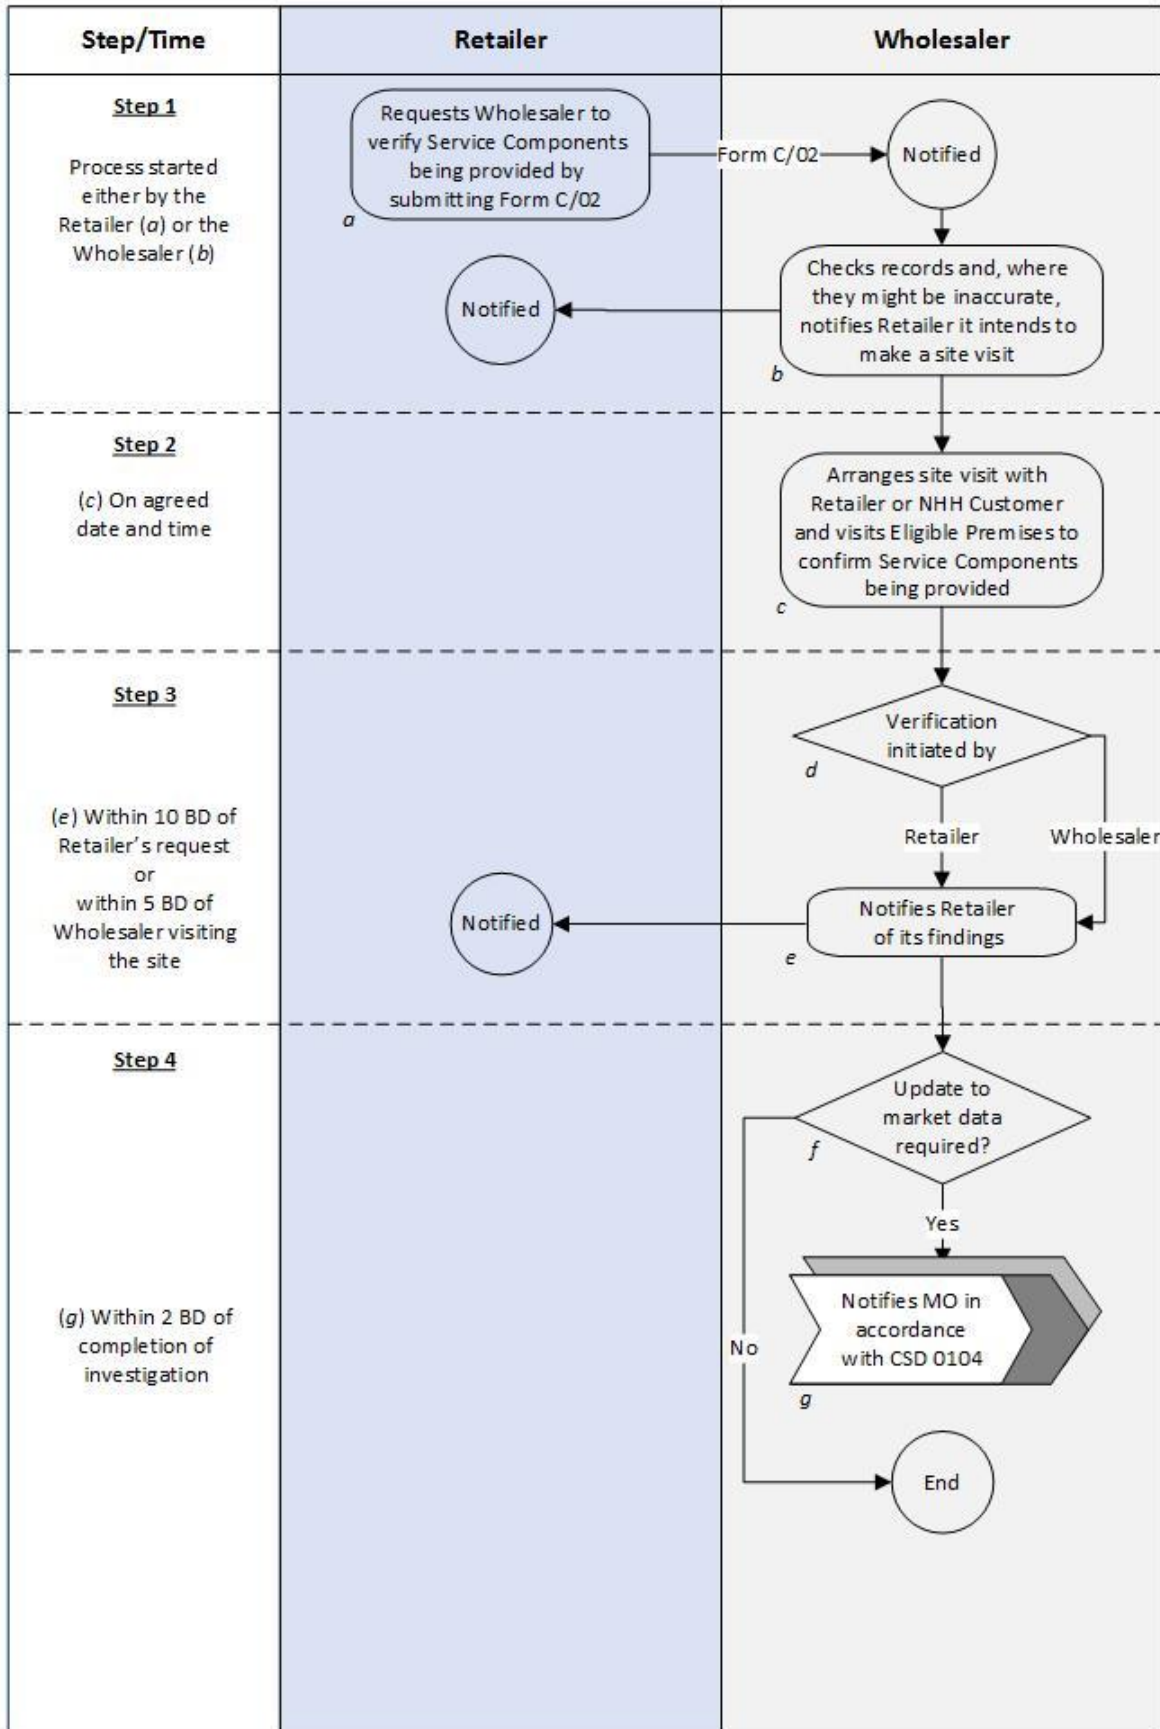 Step/Time
Retailer
Wholesaler
Step 1
Process started
either by the
Retailer (a) or the
Wholesaler (b)
Requests Wholesaler to
verify Service Components
being provided by
submitting Form C/02
a
Form C/02
Notified
Checks records and, where
they might be inaccurate,
notifies Retailer it intends to
make a site visit
b
Notified
Step 2
(c) On agreed
date and time
Arranges site visit with
Retailer or NHH Customer
and visits Eligible Premises to
confirm Service Components
being provided
c
Step 3
(e) Within 10 BD of
Retailer's request
or
within 5 BD of
Wholesaler visiting
the site
Verification
initiated by
d
Retailer
Wholesaler
Notifies Retailer
of its findings
e
Notified
Step 4
(g) Within 2 BD of
completion of
investigation
Update to
market data
required?
f
Yes
No
Notifies MO in
accordance
with CSD 0104
g
End